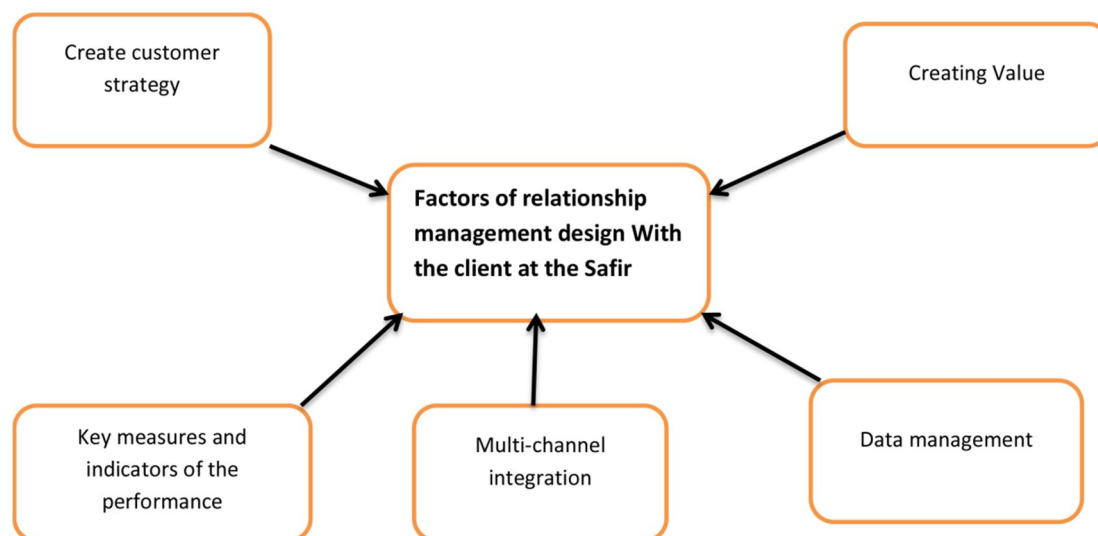 Create customer
strategy
Creating Value
Factors of relationship
management design With
the client at the Safir
Key measures and
indicators of the
performance
Multi-channel
integration
Data management